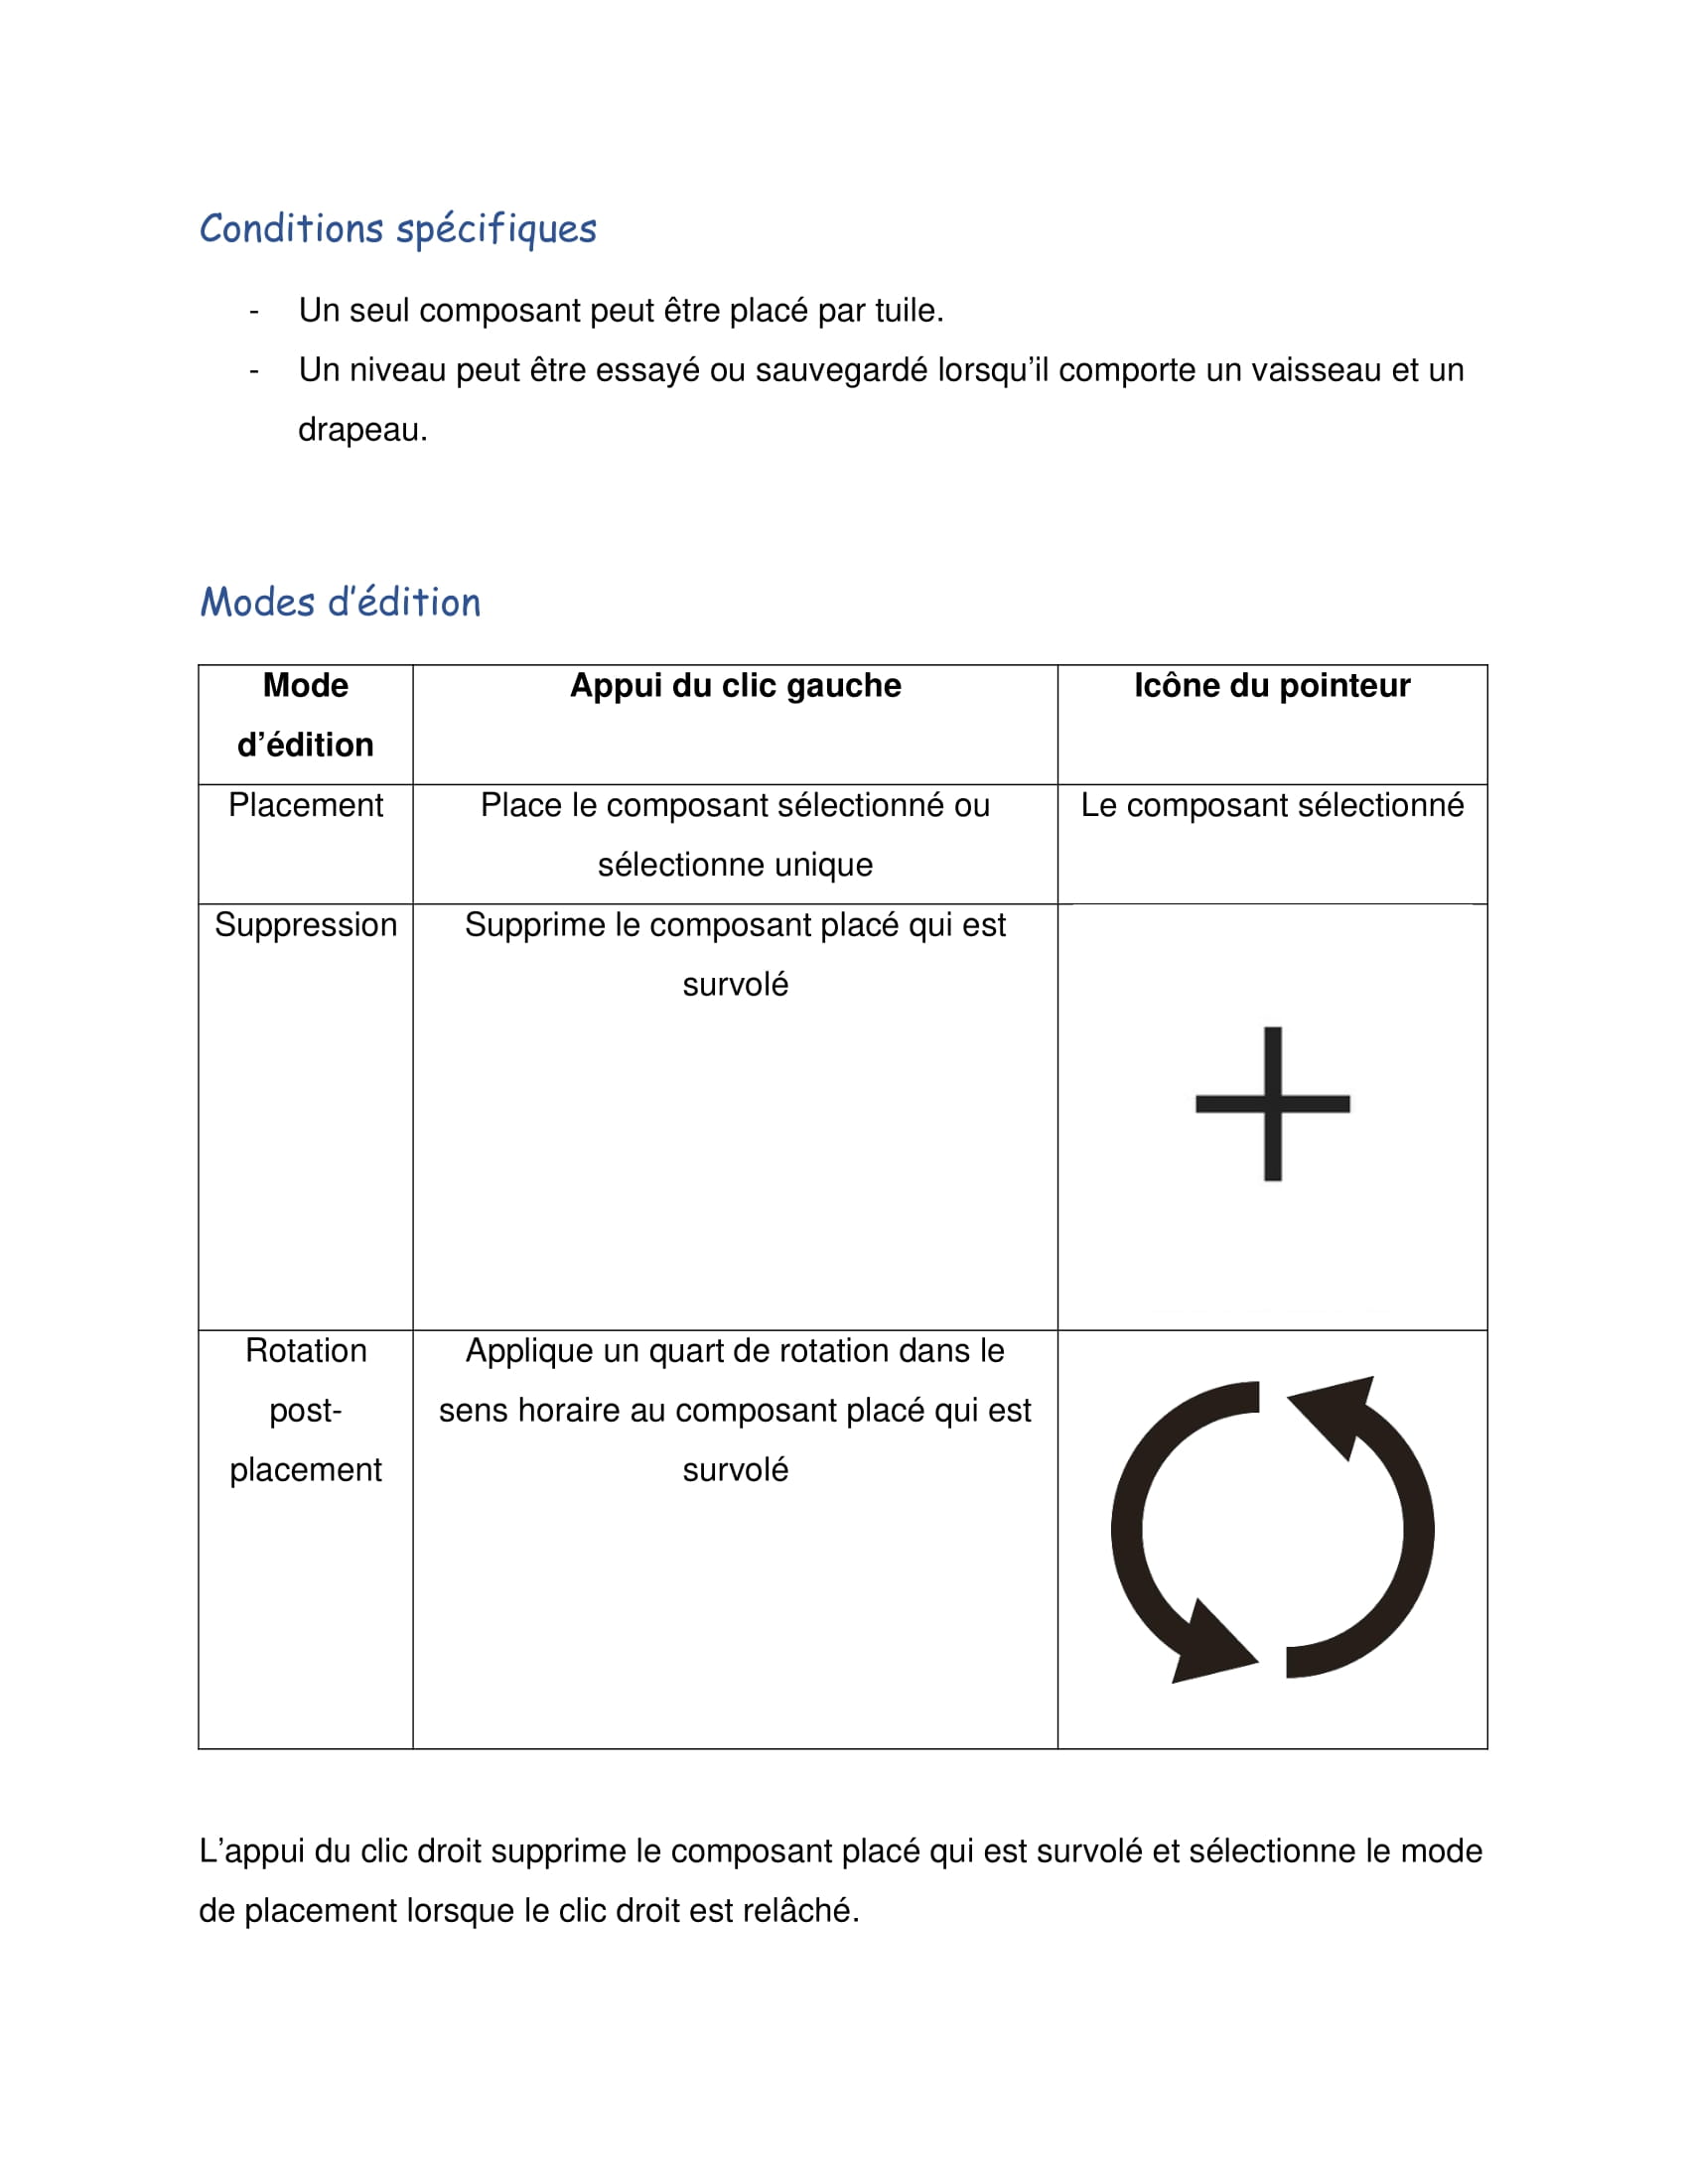 Conditions spécifiques
- Un seul composant peut être placé par tuile.
- Un niveau peut être essayé ou sauvegardé lorsqu’il comporte un vaisseau et un
drapeau.
Modes d’édition
Mode
d’édition
Appui du clic gauche
Icône du pointeur
Placement
Place le composant sélectionné ou
sélectionne unique
Le composant sélectionné
Suppression
Supprime le composant placé qui est
survolé
Rotation
post-
placement
Applique un quart de rotation dans le
sens horaire au composant placé qui est
survolé
L’appui du clic droit supprime le composant placé qui est survolé et sélectionne le mode
de placement lorsque le clic droit est relâché.